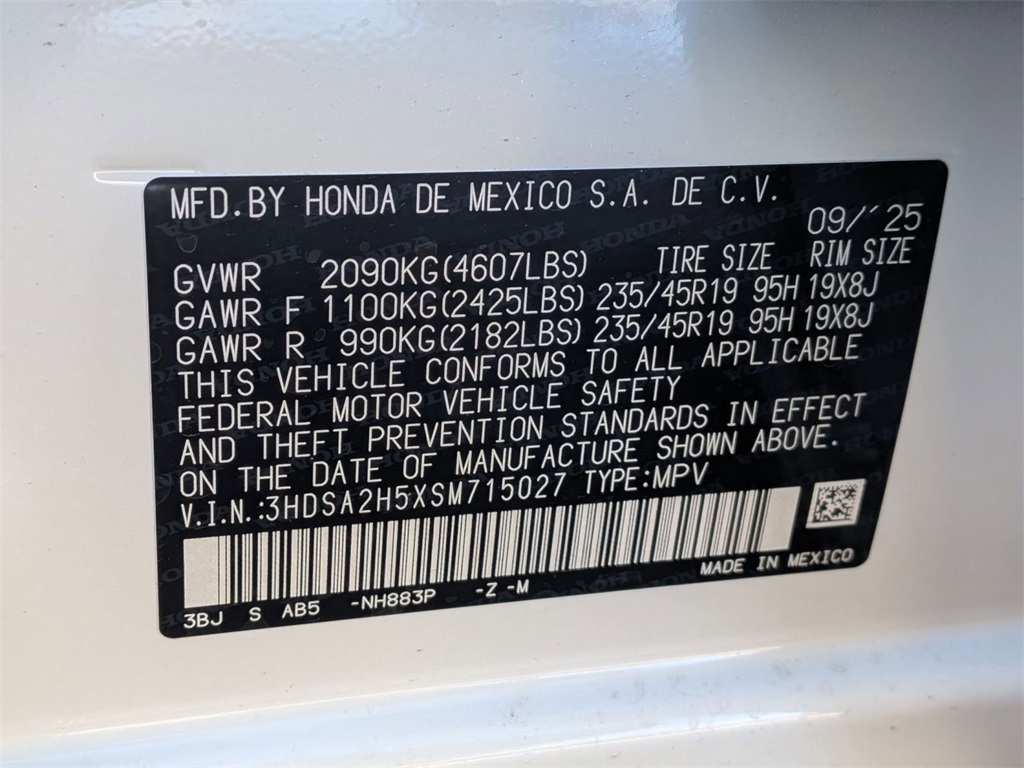 MFD.BY HONDA DE MEXICO S.A. DE C.V.
09/´25
GVWR 2090KG(4607LBS) TIRE SIZE RIM SIZE
GAWR F 1100KG(2425LBS) 235/45R19 95H 19X8J
GAWR R 990KG(2182LBS) 235/45R19 95H 19X8J
THIS VEHICLE CONFORMS TO ALL APPLICABLE
FEDERAL MOTOR VEHICLE SAFETY
AND THEFT PREVENTION STANDARDS IN EFFECT
ON THE DATE OF MANUFACTURE SHOWN ABOVE.
V.I.N.:3HDSA2H5XSM715027 TYPE:MPV
MADE IN MEXICO
3BJ S AB5 -NH883P -Z -M